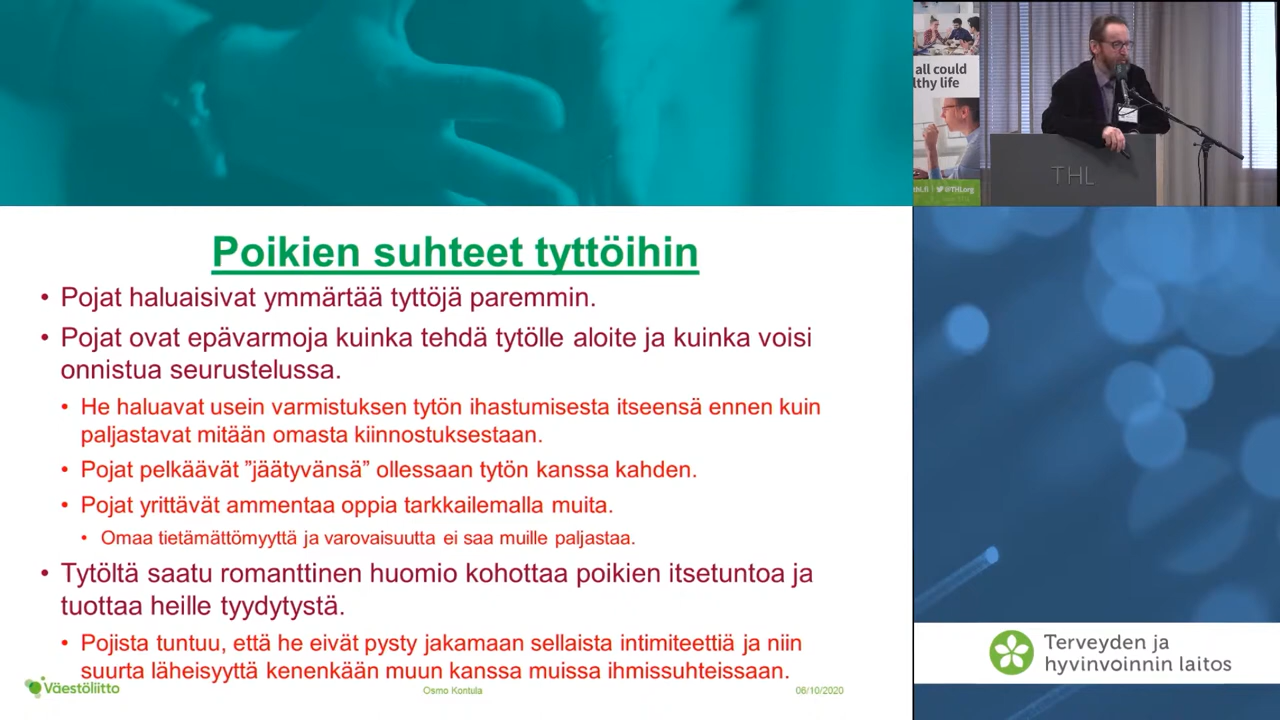 Poikien suhteet tyttöihin
• Pojat haluaisivat ymmärtää tyttöjä paremmin.
• Pojat ovat epävarmoja kuinka tehdä tytölle aloite ja kuinka voisi
onnistua seurustelussa.
• He haluavat usein varmistuksen tytön ihastumisesta itseensä ennen kuin
paljastavat mitään omasta kiinnostuksestaan.
• Pojat pelkäävät ”jäätyvänsä” ollessaan tytön kanssa kahden.
• Pojat yrittävät ammentaa oppia tarkkailemalla muita.
• Omaa tietämättömyyttä ja varovaisuutta ei saa muille paljastaa.
• Tytöltä saatu romanttinen huomio kohottaa poikien itsetuntoa ja
tuottaa heille tyydytystä.
• Pojista tuntuu, että he eivät pysty jakamaan sellaista intimiteettiä ja niin
suurta läheisyyttä kenenkään muun kanssa muissa ihmissuhteissaan.
Väestöliitto
Osmo Kontula
06/10/2020
all could
lthy life
thl.fi
@THLorg
THL
Terveyden ja
hyvinvoinnin laitos